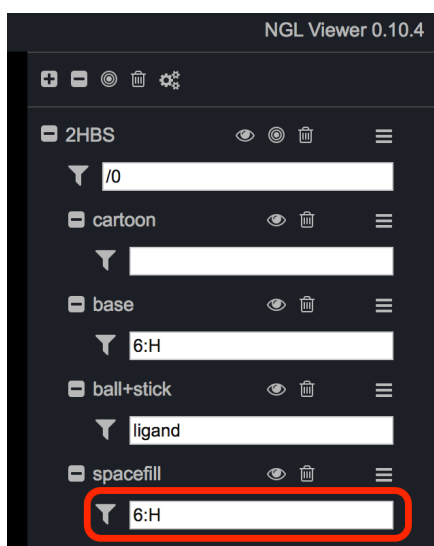 NGL Viewer 0.10.4
2HBS
/0
cartoon
base
6:H
ball+stick
ligand
spacefill
6:H